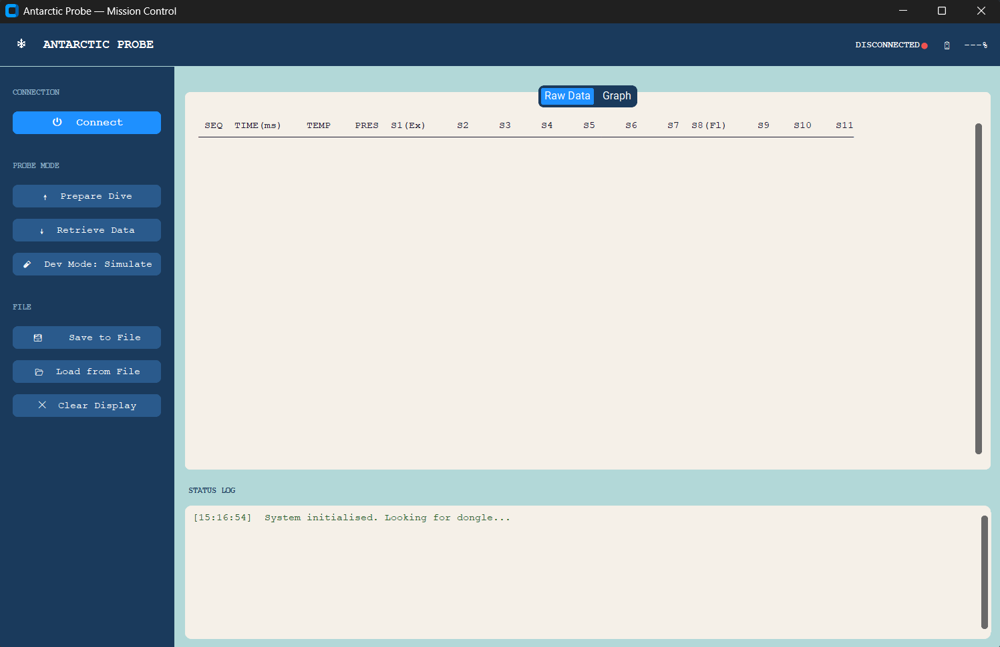 Antarctic Probe — Mission Control
ANTARCTIC PROBE
DISCONNECTED
---%
CONNECTION
Connect
PROBE MODE
↑ Prepare Dive
↓ Retrieve Data
Dev Mode: Simulate
FILE
Save to File
Load from File
Clear Display
Raw Data Graph
SEQ TIME(ms) TEMP PRES S1(Ex) S2 S3 S4 S5 S6 S7 S8(Fl) S9 S10 S11
STATUS LOG
[15:16:54] System initialised. Looking for dongle...